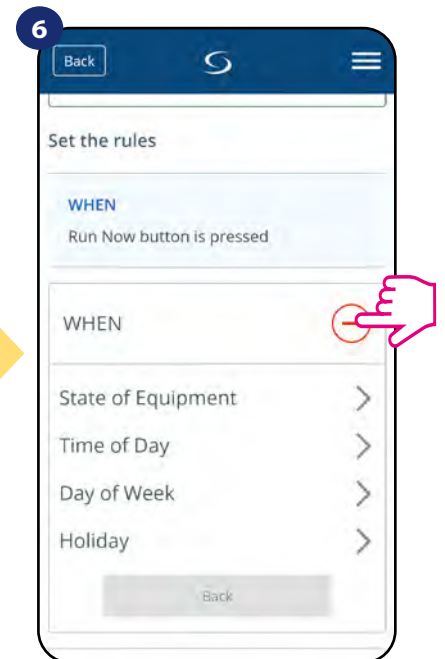 6
Back
Set the rules
WHEN
Run Now button is pressed
WHEN
State of Equipment
Time of Day
Day of Week
Holiday
Back